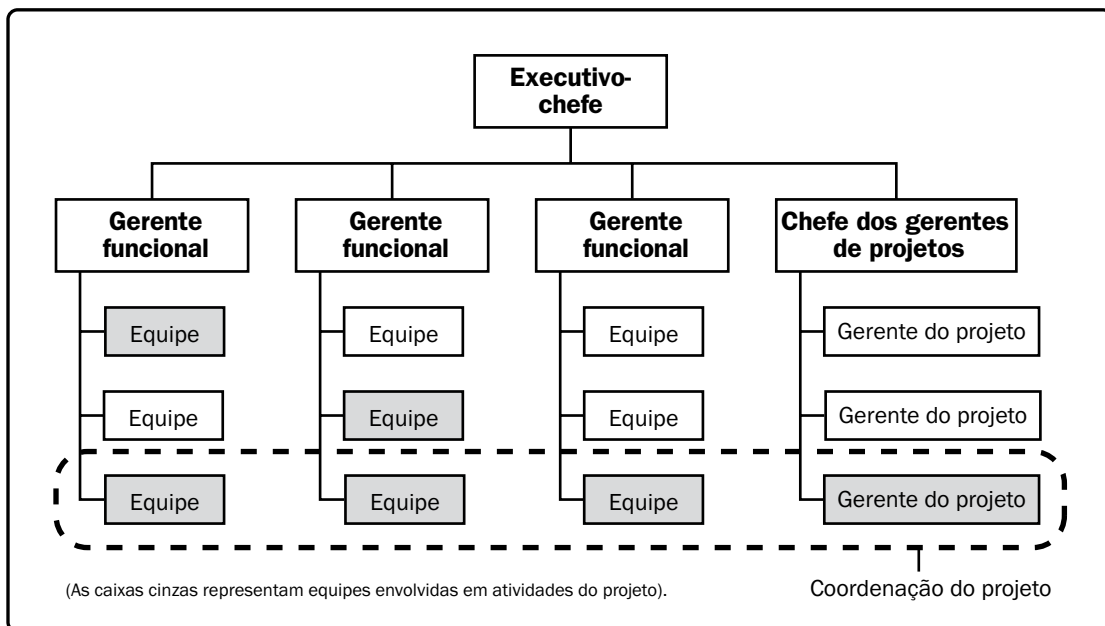 Executivo-
chefe
Gerente
funcional
Gerente
funcional
Gerente
funcional
Chefe dos gerentes
de projetos
Equipe
Equipe
Equipe
Gerente do projeto
Equipe
Equipe
Equipe
Gerente do projeto
Equipe
Equipe
Equipe
Gerente do projeto
(As caixas cinzas representam equipes envolvidas em atividades do projeto).
Coordenação do projeto